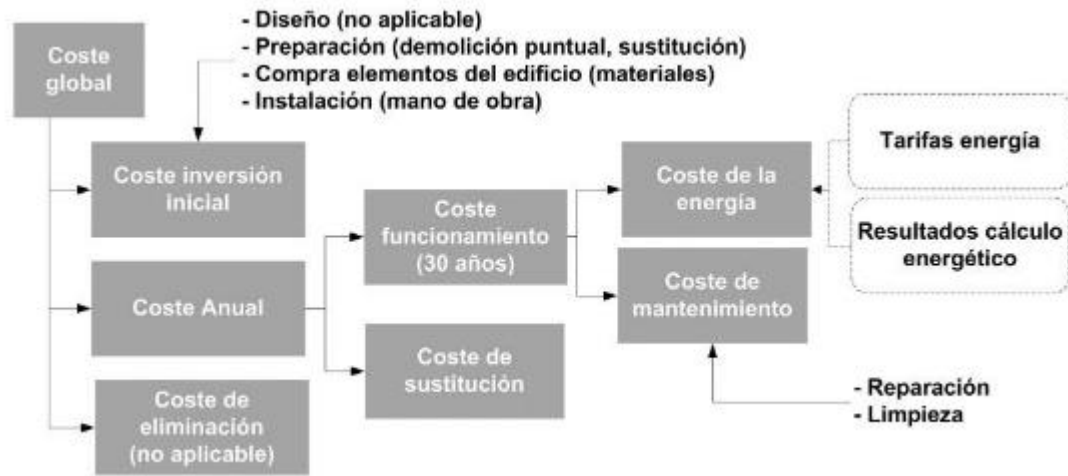 Coste
global
- Diseño (no aplicable)
- Preparación (demolición puntual, sustitución)
- Compra elementos del edificio (materiales)
- Instalación (mano de obra)
Coste inversión
inicial
Coste Anual
Coste de
eliminación
(no aplicable)
Coste
funcionamiento
(30 años)
Coste de
sustitución
Coste de la
energía
Coste de
mantenimiento
Tarifas energía
Resultados cálculo
energético
- Reparación
- Limpieza